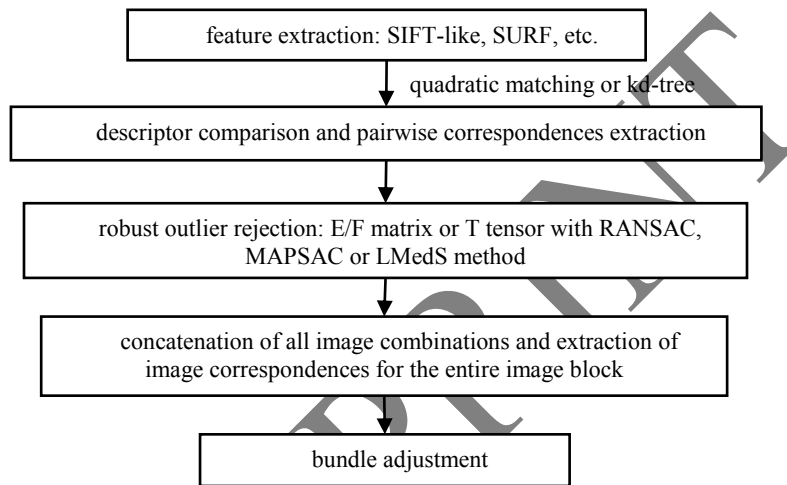 feature extraction: SIFT-like, SURF, etc.
quadratic matching or kd-tree
descriptor comparison and pairwise correspondences extraction
robust outlier rejection: E/F matrix or T tensor with RANSAC,
MAPSAC or LMedS method
concatenation of all image combinations and extraction of
image correspondences for the entire image block
bundle adjustment